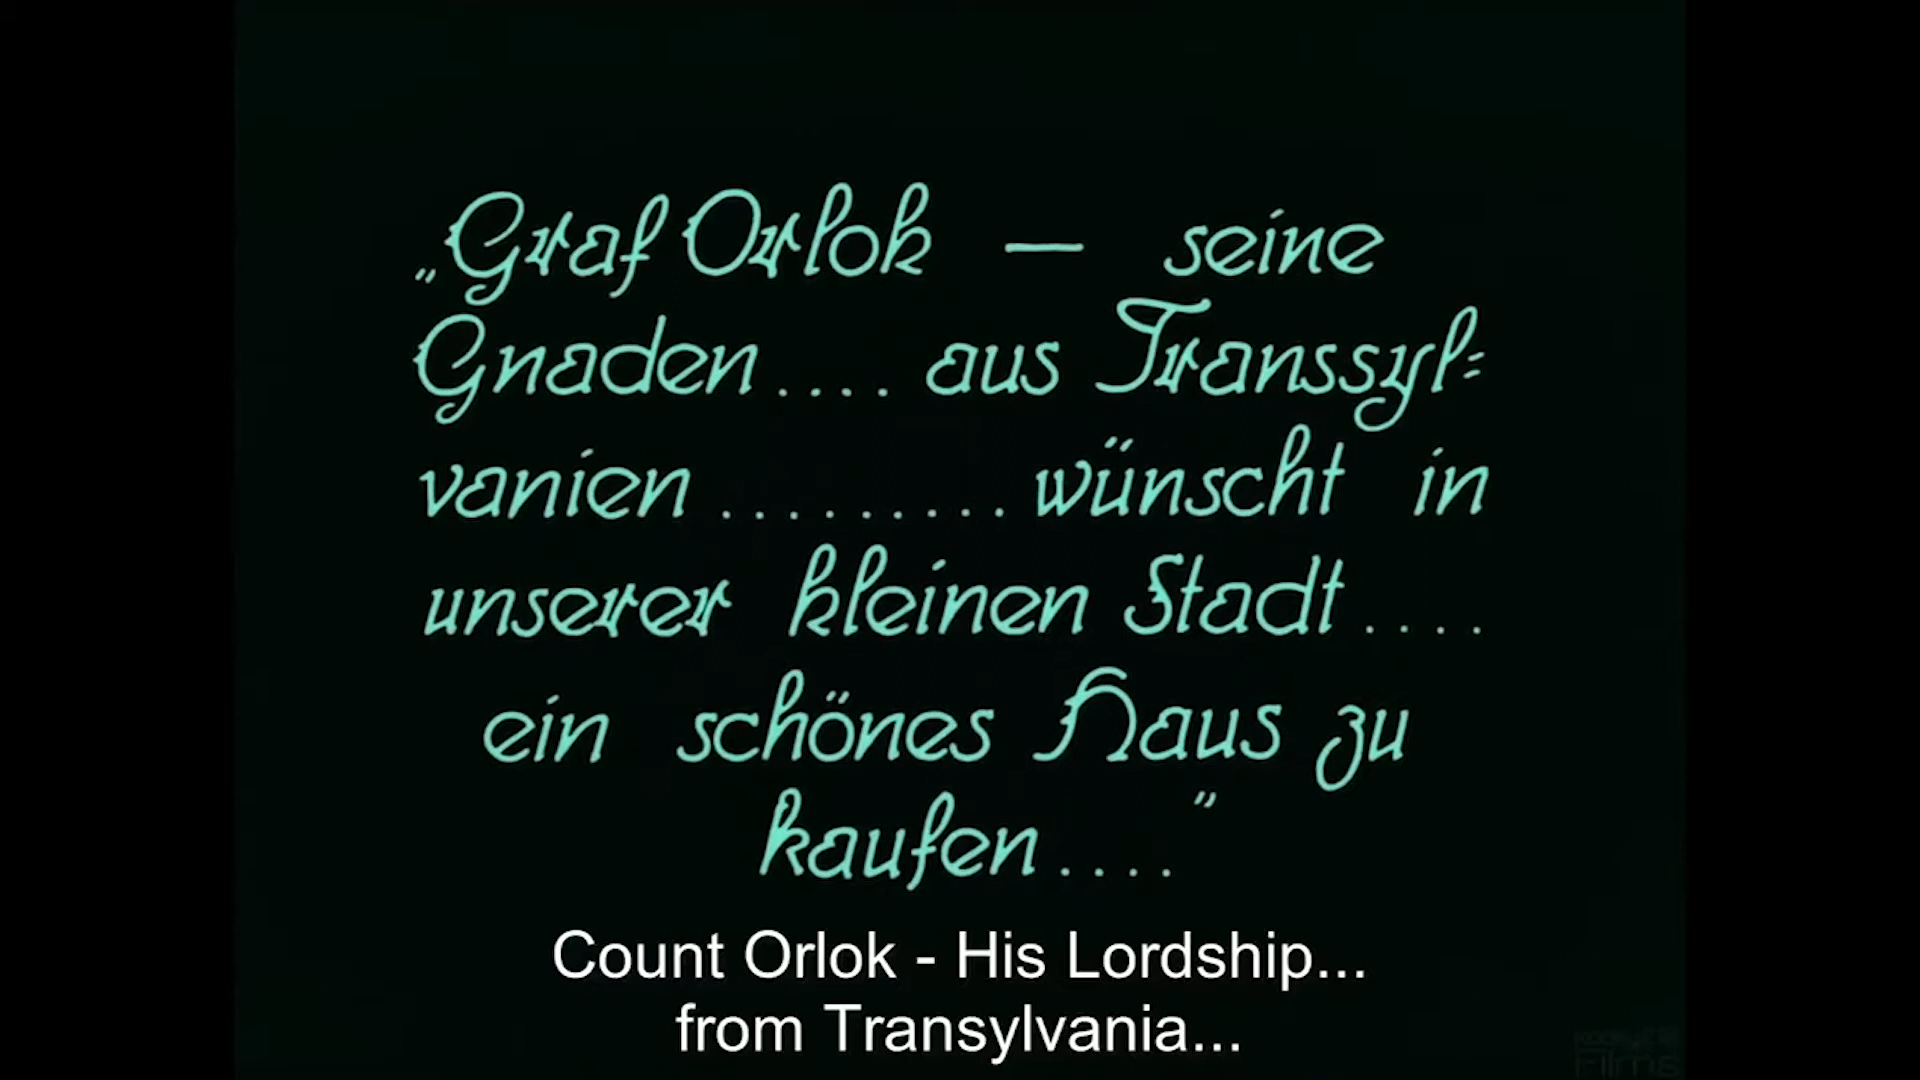 „Graf Orlok — seine
Gnaden.... aus Transsyl=
vanien ......... wünscht in
unserer kleinen Stadt ....
ein schönes Haus zu
kaufen ....”
Count Orlok - His Lordship...
from Transylvania...
Films